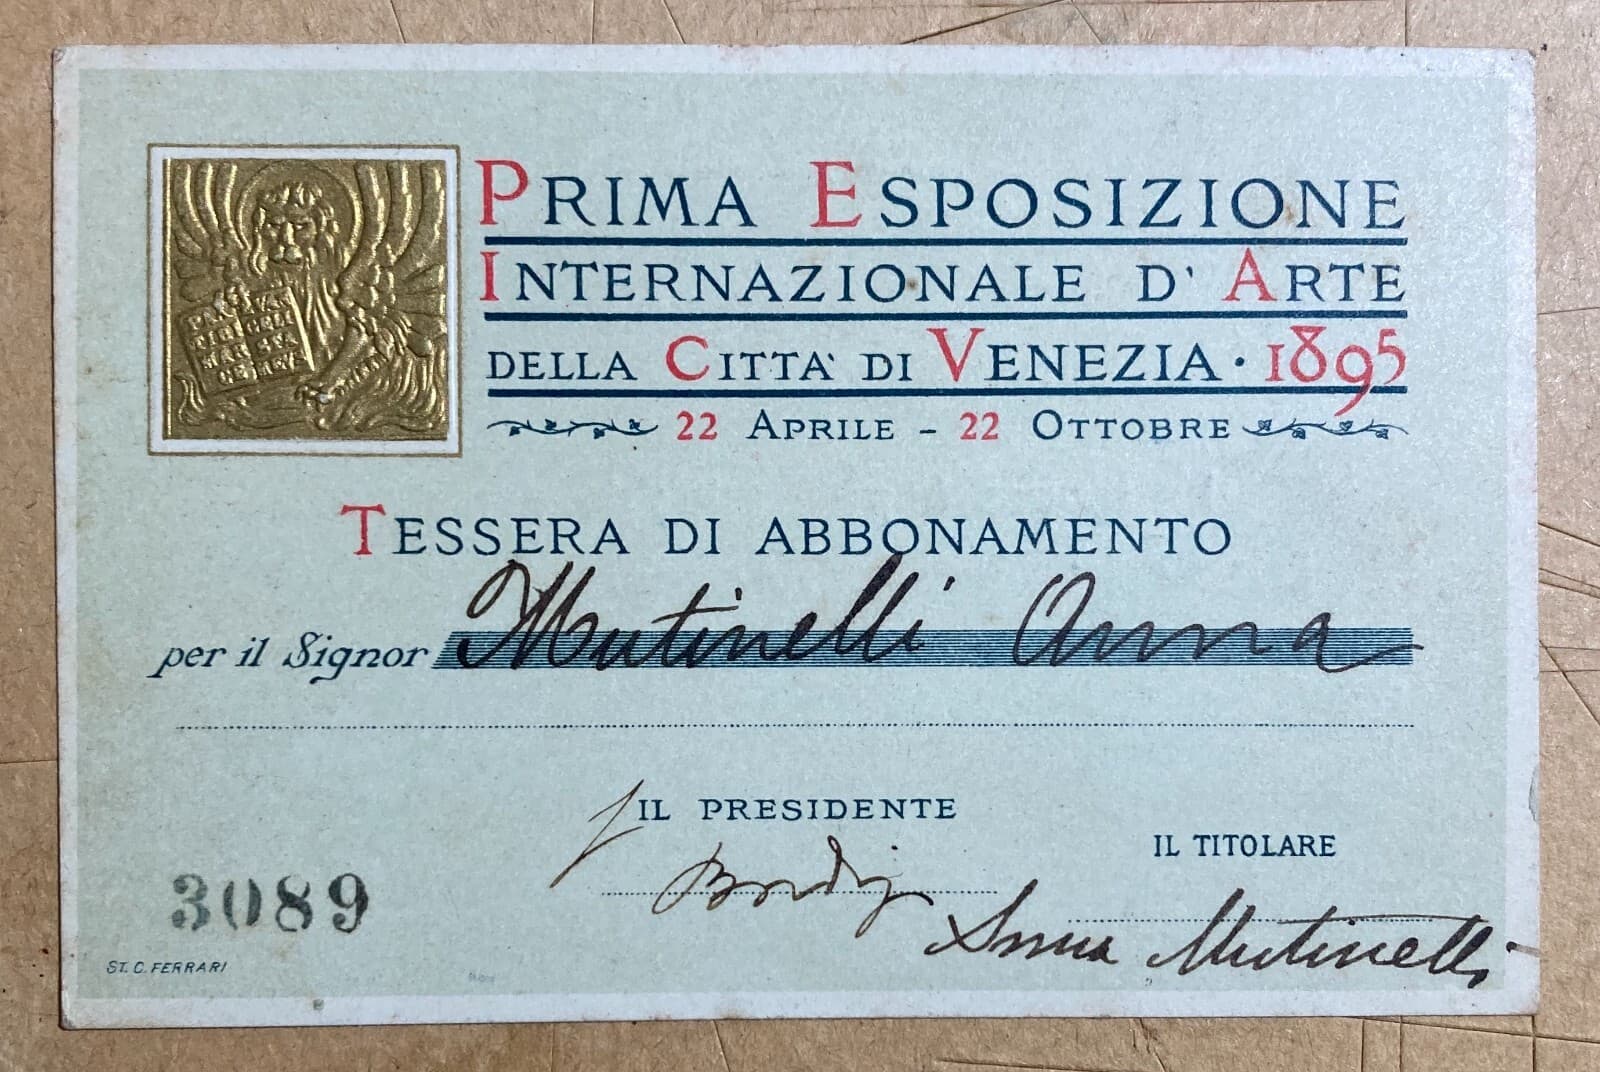 PRIMA ESPOSIZIONE
INTERNAZIONALE D' ARTE
DELLA CITTA' DI VENEZIA · 1895
22 APRILE - 22 OTTOBRE
TESSERA DI ABBONAMENTO
per il Signor Mutinelli Anna
IL PRESIDENTE
IL TITOLARE
Anna Mutinelli
3089
ST. C. FERRARI